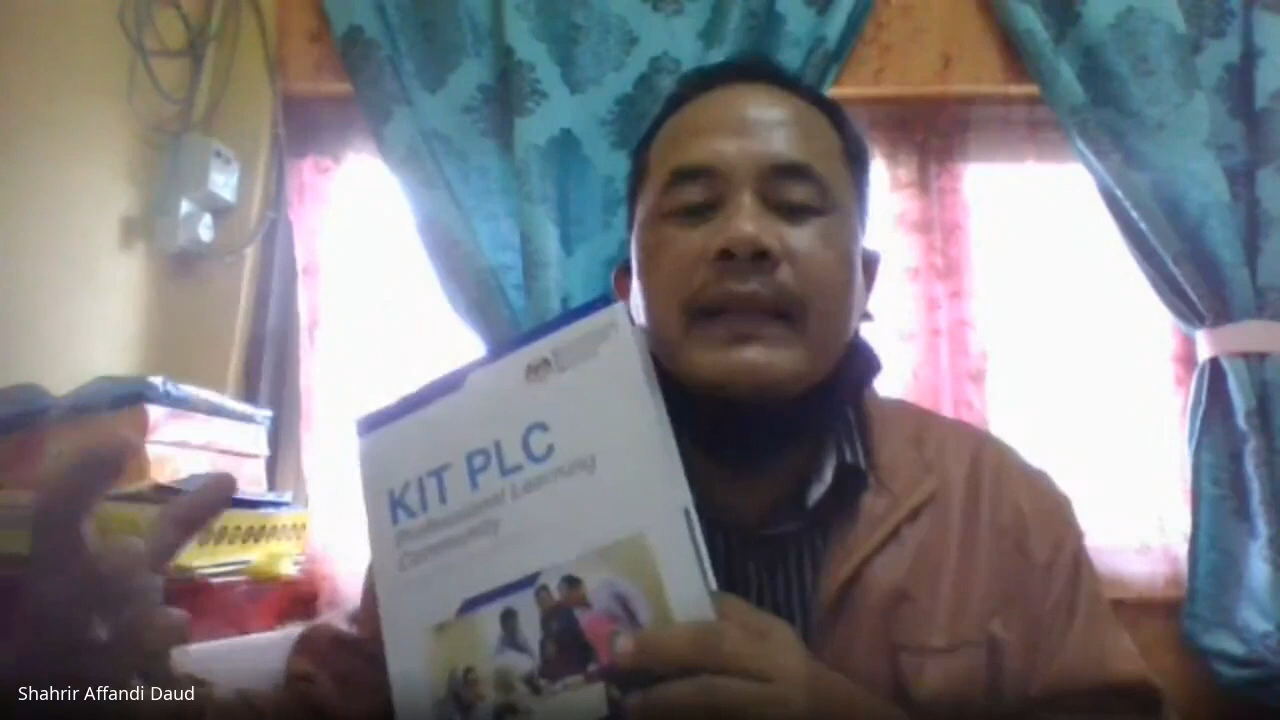 KIT PLC
Professional Learning
Community
Shahrir Affandi Daud